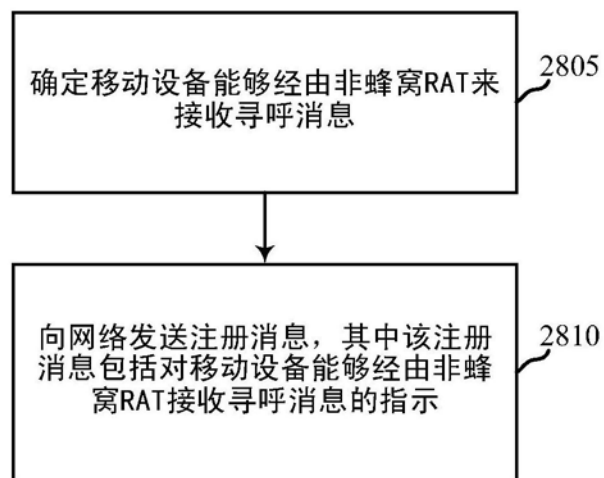 确定移动设备能够经由非蜂窝RAT来
接收寻呼消息
2805
向网络发送注册消息，其中该注册
消息包括对移动设备能够经由非蜂
窝RAT接收寻呼消息的指示
2810